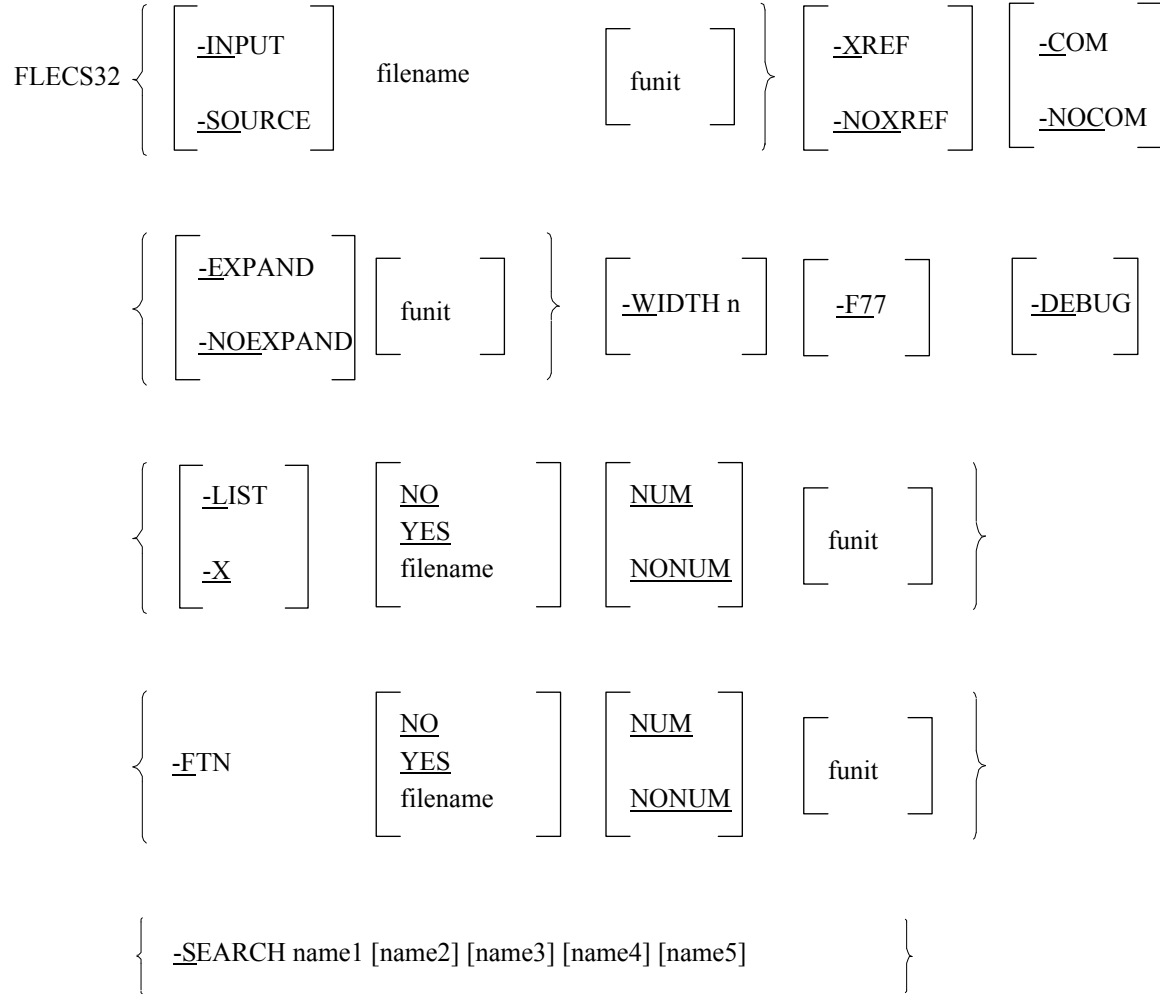 -INPUT
FLECS32 filename funit
-SOURCE
-XREF
-NOXREF
-COM
-NOCOM
-EXPAND
-NOEXPAND
funit
-WIDTH n
-F77
-DEBUG
-LIST
-X
NO
YES
filename
NUM
NONUM
funit
-FTN
NO
YES
filename
NUM
NONUM
funit
-SEARCH name1 [name2] [name3] [name4] [name5]